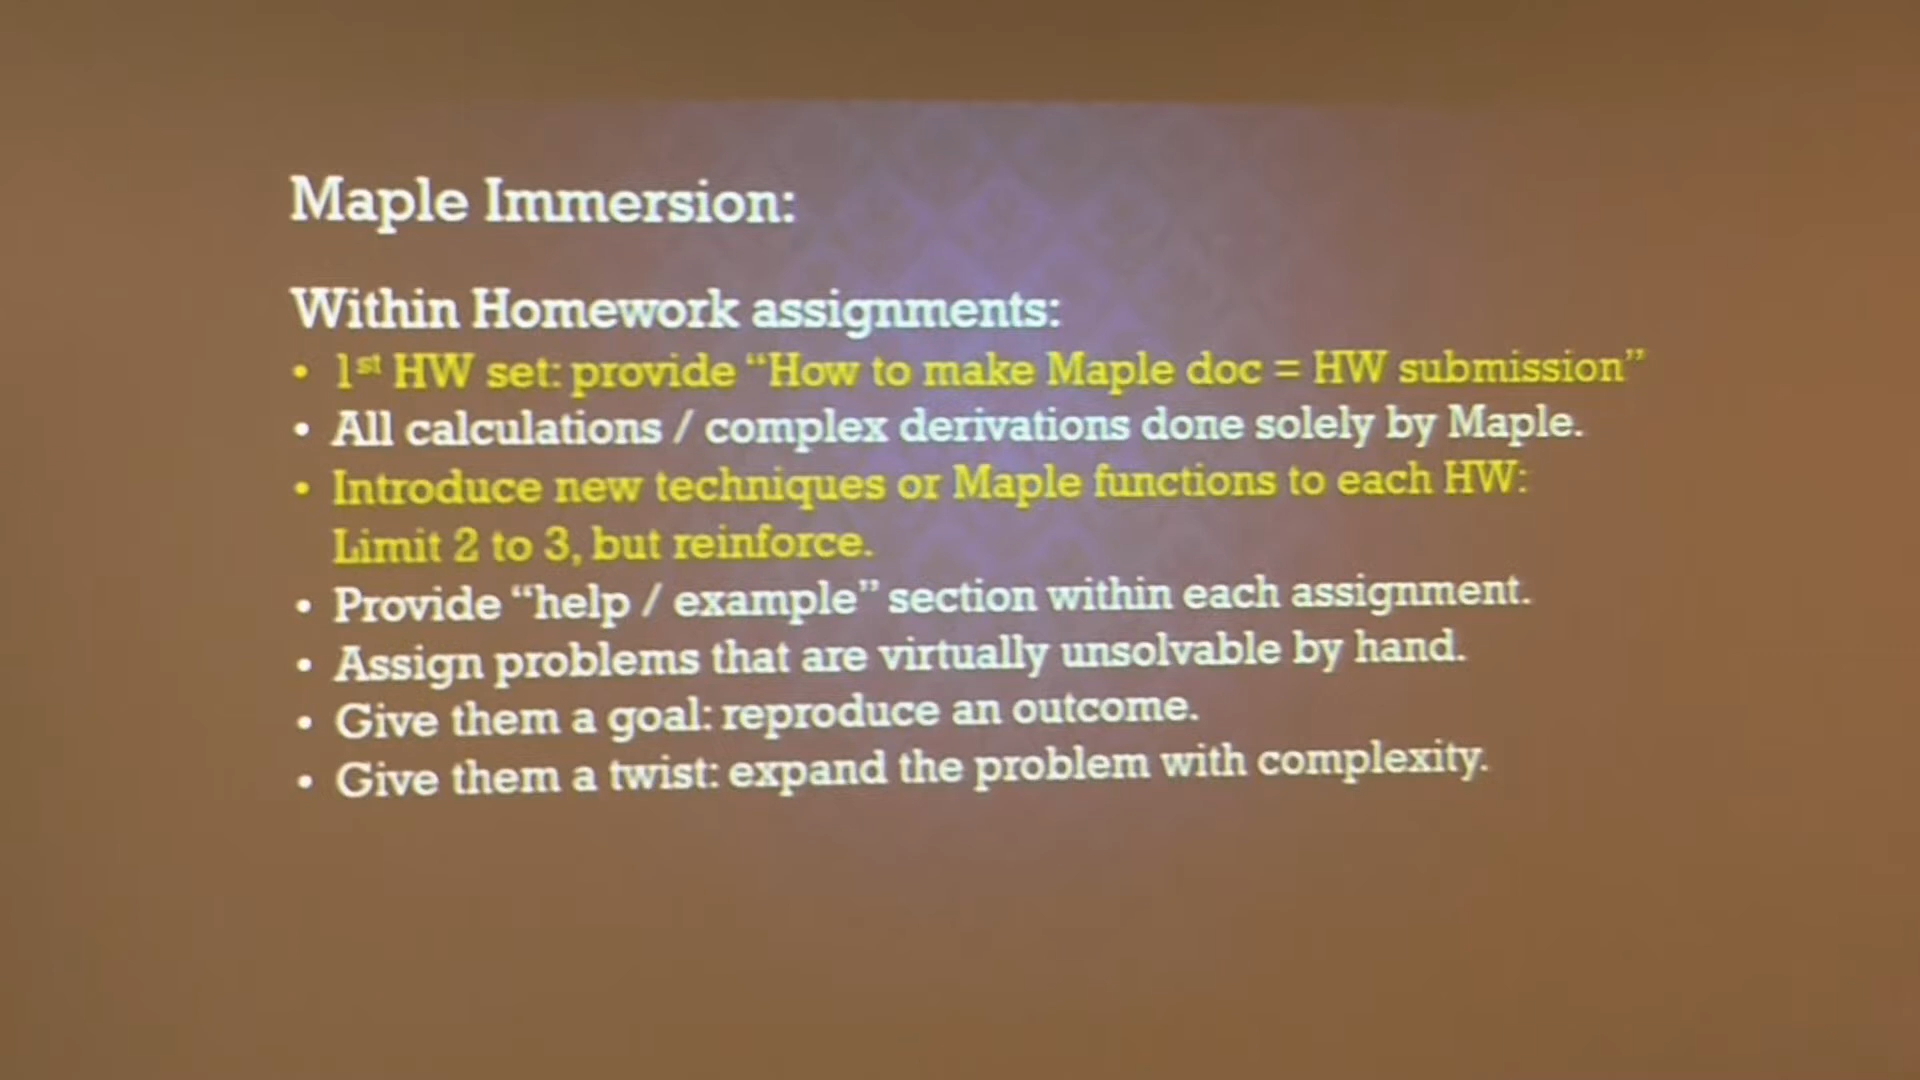 Maple Immersion:
Within Homework assignments:
• 1st HW set: provide “How to make Maple doc = HW submission”
• All calculations / complex derivations done solely by Maple.
• Introduce new techniques or Maple functions to each HW:
Limit 2 to 3, but reinforce.
• Provide “help / example” section within each assignment.
• Assign problems that are virtually unsolvable by hand.
• Give them a goal: reproduce an outcome.
• Give them a twist: expand the problem with complexity.